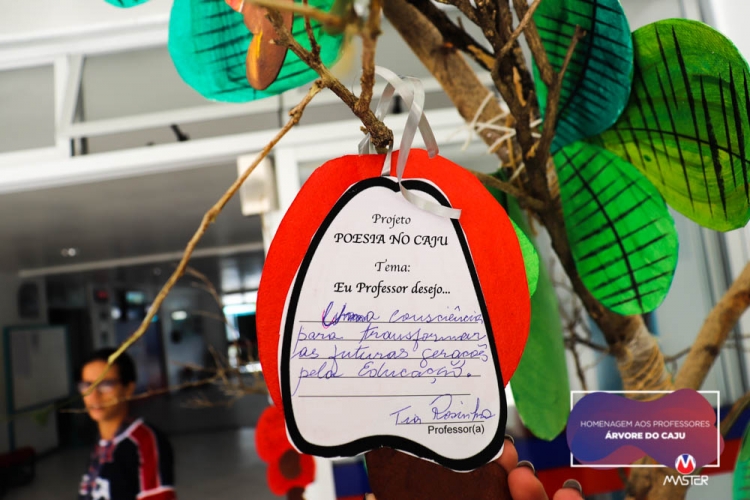 Projeto
POESIA NO CAJU
Tema:
Eu Professor desejo...
Uma consciência
para transformar
as futuras gerações
pela Educação.
Tia Rosinha
Professor(a)
HOMENAGEM AOS PROFESSORES
ÁRVORE DO CAJU
MASTER